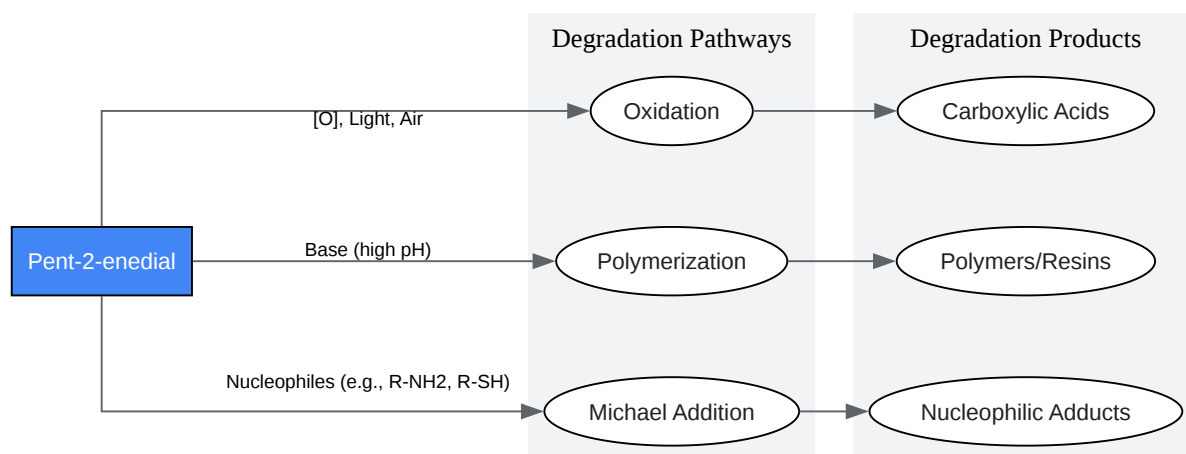 Degradation Pathways
Degradation Products
[O], Light, Air
Oxidation
Carboxylic Acids
Pent-2-enedial
Base (high pH)
Polymerization
Polymers/Resins
Nucleophiles (e.g., R-NH2, R-SH)
Michael Addition
Nucleophilic Adducts